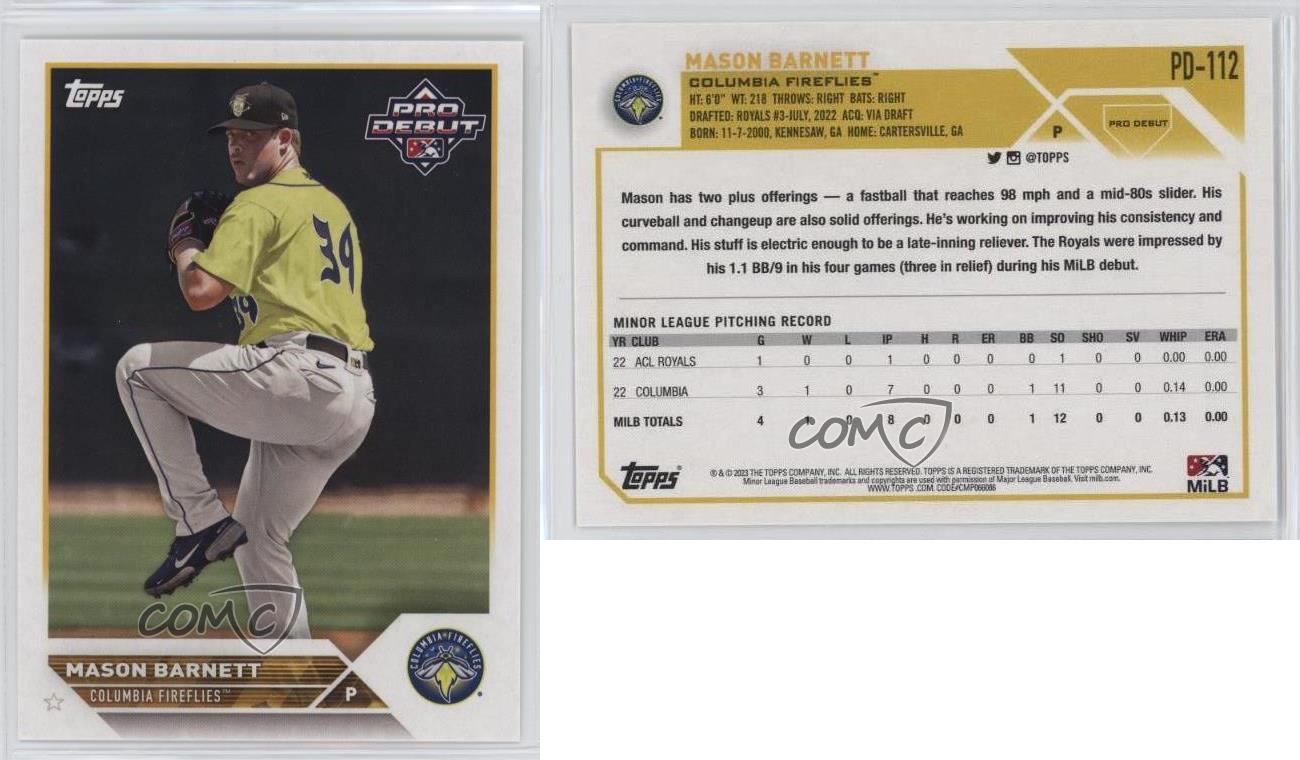 Topps
PRO
DEBUT
39
39
COMC
MASON BARNETT
COLUMBIA FIREFLIES™
P
COLUMBIA FIREFLIES
MASON BARNETT
COLUMBIA FIREFLIES™
HT: 6'0" WT: 218 THROWS: RIGHT BATS: RIGHT
DRAFTED: ROYALS #3-JULY, 2022 ACQ: VIA DRAFT
BORN: 11-7-2000, KENNESAW, GA HOME: CARTERSVILLE, GA
PD-112
P
PRO DEBUT
@TOPPS
Mason has two plus offerings — a fastball that reaches 98 mph and a mid-80s slider. His
curveball and changeup are also solid offerings. He's working on improving his consistency and
command. His stuff is electric enough to be a late-inning reliever. The Royals were impressed by
his 1.1 BB/9 in his four games (three in relief) during his MiLB debut.
MINOR LEAGUE PITCHING RECORD
YR CLUB G W L IP H R ER BB SO SHO SV WHIP ERA
22 ACL ROYALS 1 0 0 1 0 0 0 0 1 0 0 0.00 0.00
22 COLUMBIA 3 1 0 7 0 0 0 1 11 0 0 0.14 0.00
MILB TOTALS 4 1 0 8 0 0 0 1 12 0 0 0.13 0.00
COMC
Topps®
® & © 2023 THE TOPPS COMPANY, INC. ALL RIGHTS RESERVED. TOPPS IS A REGISTERED TRADEMARK OF THE TOPPS COMPANY, INC.
Minor League Baseball trademarks and copyrights are used with permission of Major League Baseball. Visit milb.com.
WWW.TOPPS.COM. CODE#CMP066086
MiLB